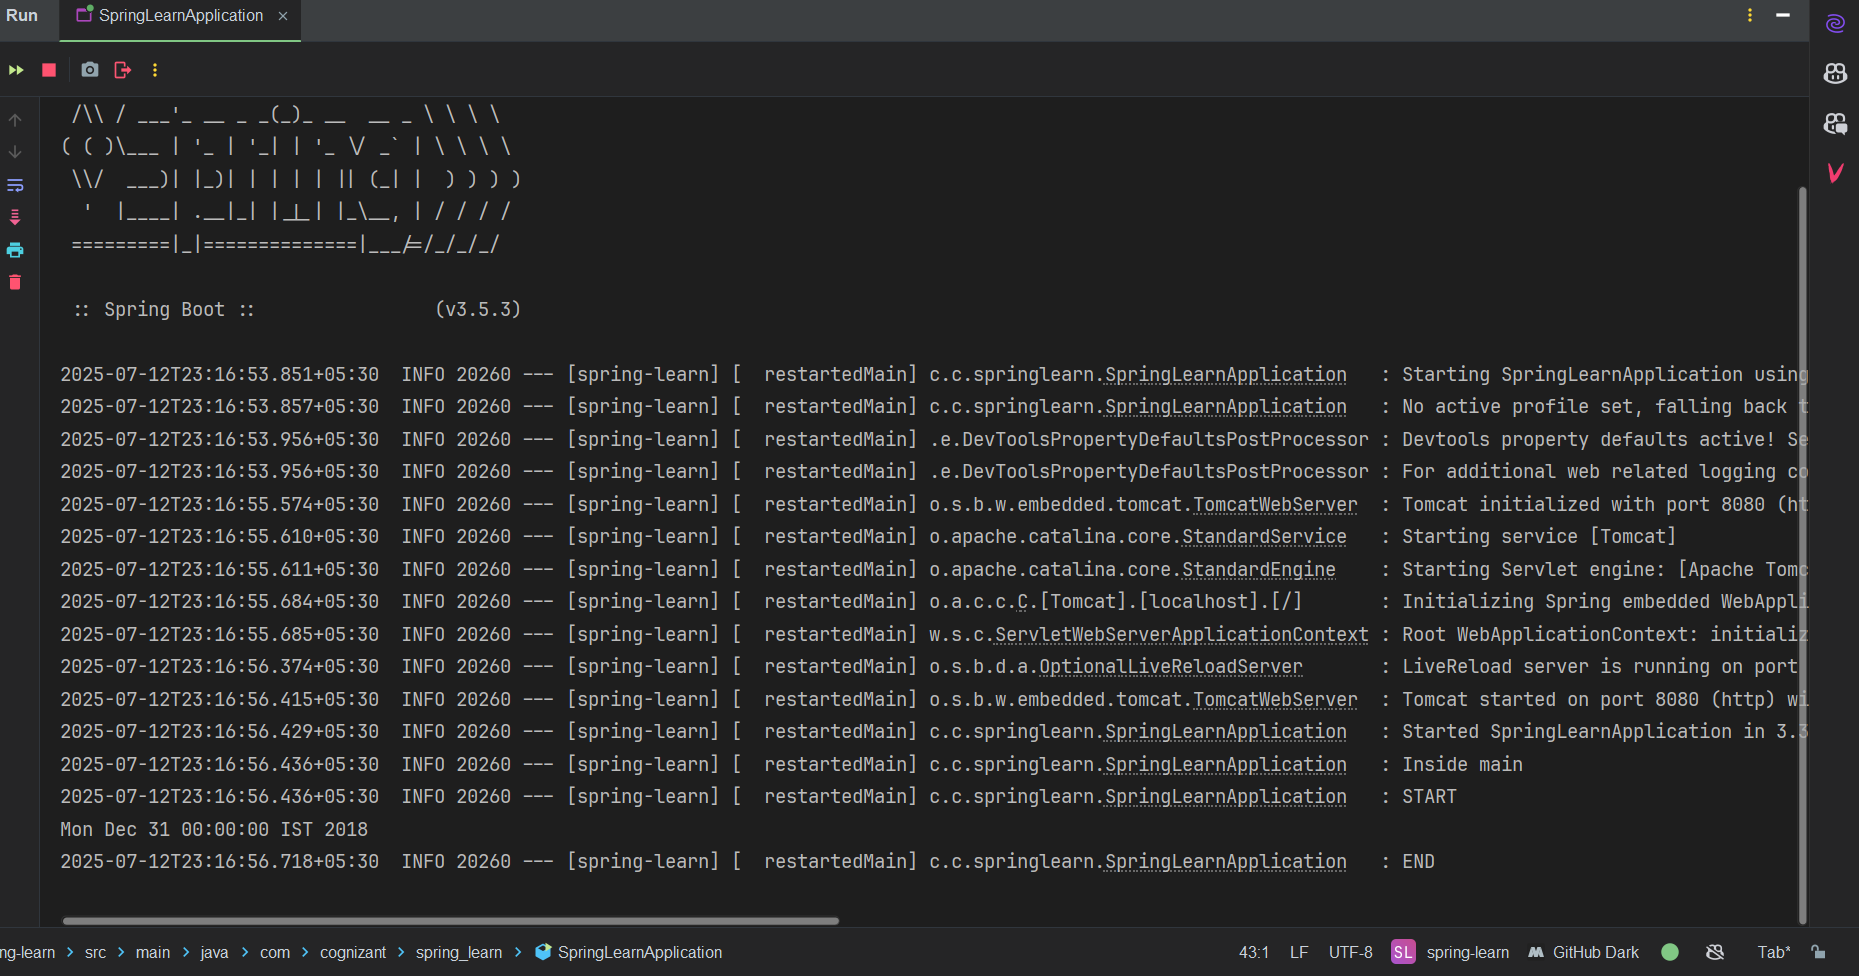 Run SpringLearnApplication
/\\ / ___'_ __ _ _(_)_ __  __ _ \ \ \ \
( ( )\___ | '_ | '_| | '_ \/ _` | \ \ \ \
\\/  ___)| |_)| | | | | || (_| |  ) ) ) )
'  |____| .__|_| |_|_| |_\__, | / / / /
=========|_|==============|___/=/_/_/_/
:: Spring Boot ::                (v3.5.3)
2025-07-12T23:16:53.851+05:30  INFO 20260 --- [spring-learn] [  restartedMain] c.c.springlearn.SpringLearnApplication   : Starting SpringLearnApplication using
2025-07-12T23:16:53.857+05:30  INFO 20260 --- [spring-learn] [  restartedMain] c.c.springlearn.SpringLearnApplication   : No active profile set, falling back t
2025-07-12T23:16:53.956+05:30  INFO 20260 --- [spring-learn] [  restartedMain] .e.DevToolsPropertyDefaultsPostProcessor : Devtools property defaults active! Se
2025-07-12T23:16:53.956+05:30  INFO 20260 --- [spring-learn] [  restartedMain] .e.DevToolsPropertyDefaultsPostProcessor : For additional web related logging co
2025-07-12T23:16:55.574+05:30  INFO 20260 --- [spring-learn] [  restartedMain] o.s.b.w.embedded.tomcat.TomcatWebServer  : Tomcat initialized with port 8080 (ht
2025-07-12T23:16:55.610+05:30  INFO 20260 --- [spring-learn] [  restartedMain] o.apache.catalina.core.StandardService   : Starting service [Tomcat]
2025-07-12T23:16:55.611+05:30  INFO 20260 --- [spring-learn] [  restartedMain] o.apache.catalina.core.StandardEngine    : Starting Servlet engine: [Apache Tomc
2025-07-12T23:16:55.684+05:30  INFO 20260 --- [spring-learn] [  restartedMain] o.a.c.c.C.[Tomcat].[localhost].[/]       : Initializing Spring embedded WebAppli
2025-07-12T23:16:55.685+05:30  INFO 20260 --- [spring-learn] [  restartedMain] w.s.c.ServletWebServerApplicationContext : Root WebApplicationContext: initializ
2025-07-12T23:16:56.374+05:30  INFO 20260 --- [spring-learn] [  restartedMain] o.s.b.d.a.OptionalLiveReloadServer       : LiveReload server is running on port
2025-07-12T23:16:56.415+05:30  INFO 20260 --- [spring-learn] [  restartedMain] o.s.b.w.embedded.tomcat.TomcatWebServer  : Tomcat started on port 8080 (http) wi
2025-07-12T23:16:56.429+05:30  INFO 20260 --- [spring-learn] [  restartedMain] c.c.springlearn.SpringLearnApplication   : Started SpringLearnApplication in 3.3
2025-07-12T23:16:56.436+05:30  INFO 20260 --- [spring-learn] [  restartedMain] c.c.springlearn.SpringLearnApplication   : Inside main
2025-07-12T23:16:56.436+05:30  INFO 20260 --- [spring-learn] [  restartedMain] c.c.springlearn.SpringLearnApplication   : START
Mon Dec 31 00:00:00 IST 2018
2025-07-12T23:16:56.718+05:30  INFO 20260 --- [spring-learn] [  restartedMain] c.c.springlearn.SpringLearnApplication   : END
ng-learn > src > main > java > com > cognizant > spring_learn > SpringLearnApplication 43:1 LF UTF-8 SL spring-learn GitHub Dark Tab*